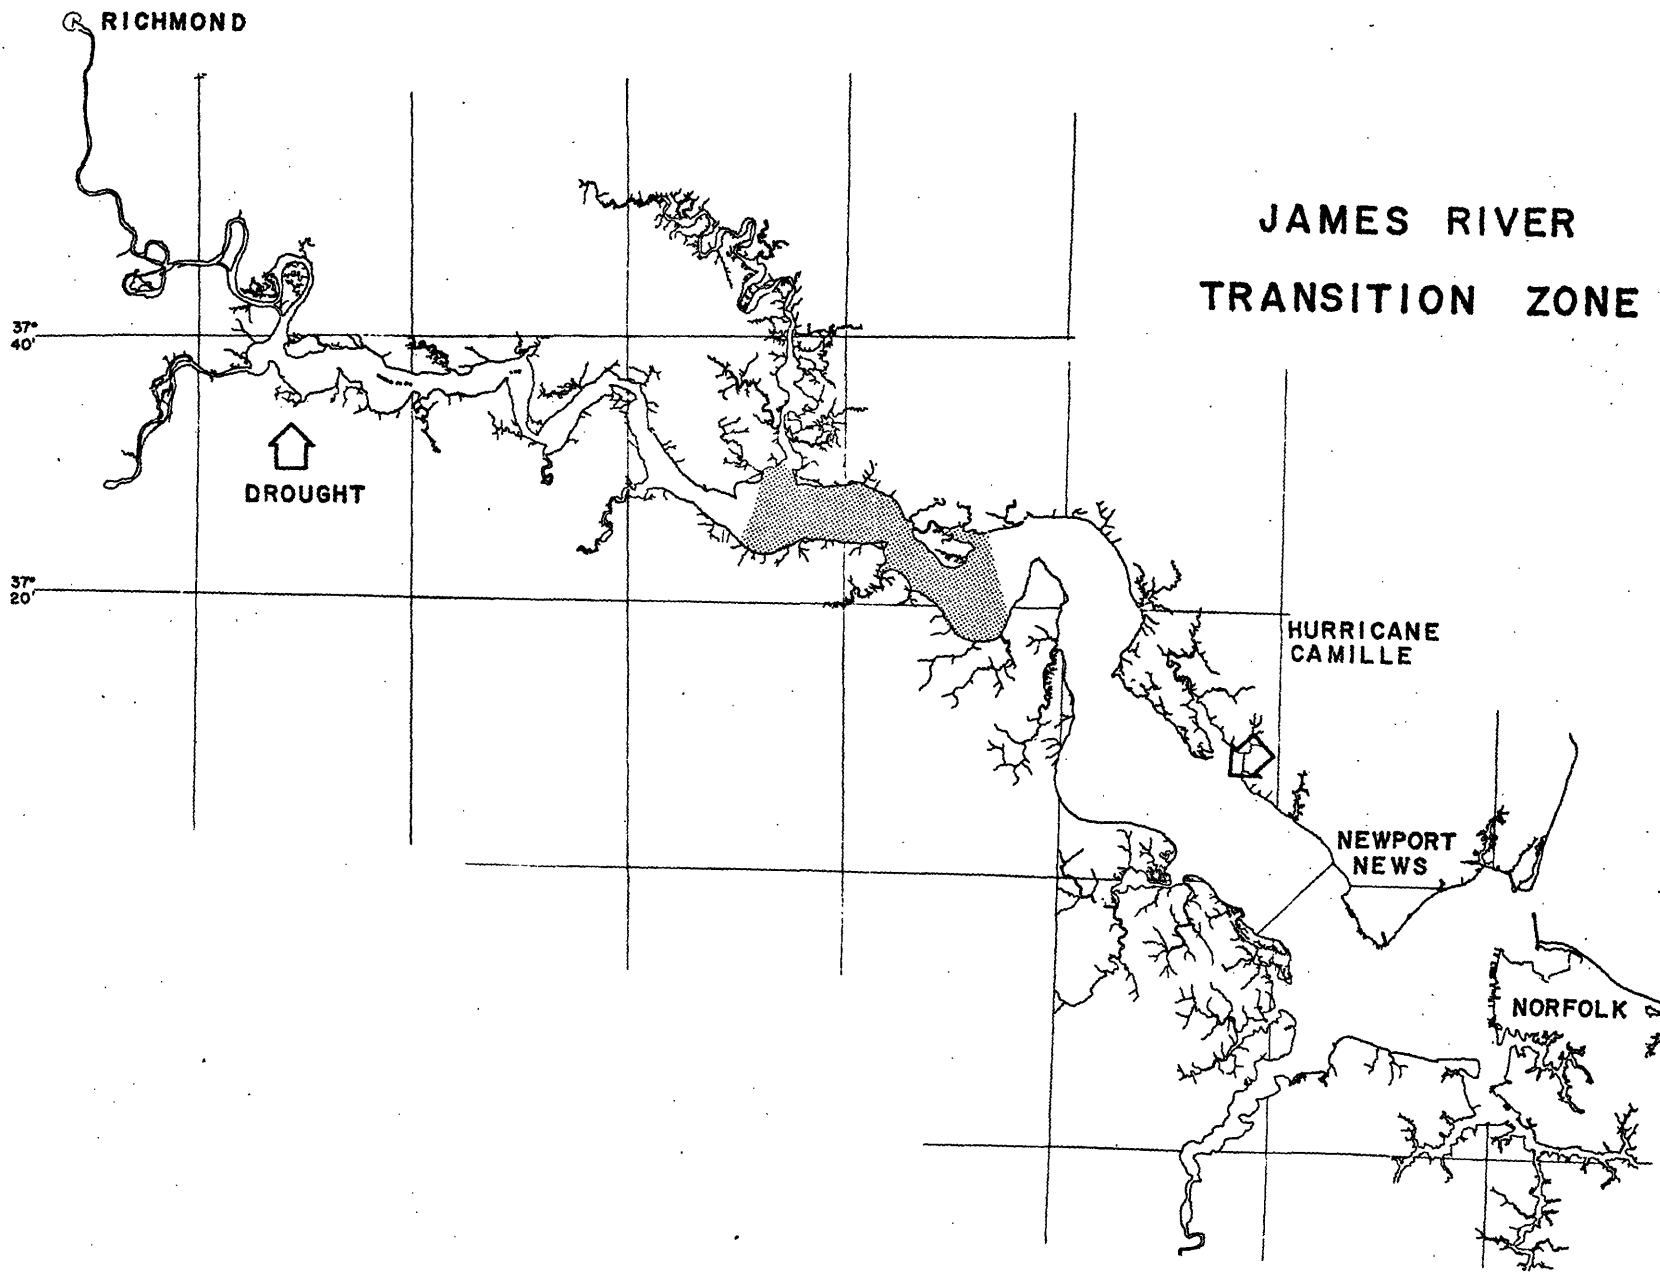 RICHMOND
JAMES RIVER
TRANSITION ZONE
37°
40'
DROUGHT
37°
20'
HURRICANE
CAMILLE
NEWPORT
NEWS
NORFOLK